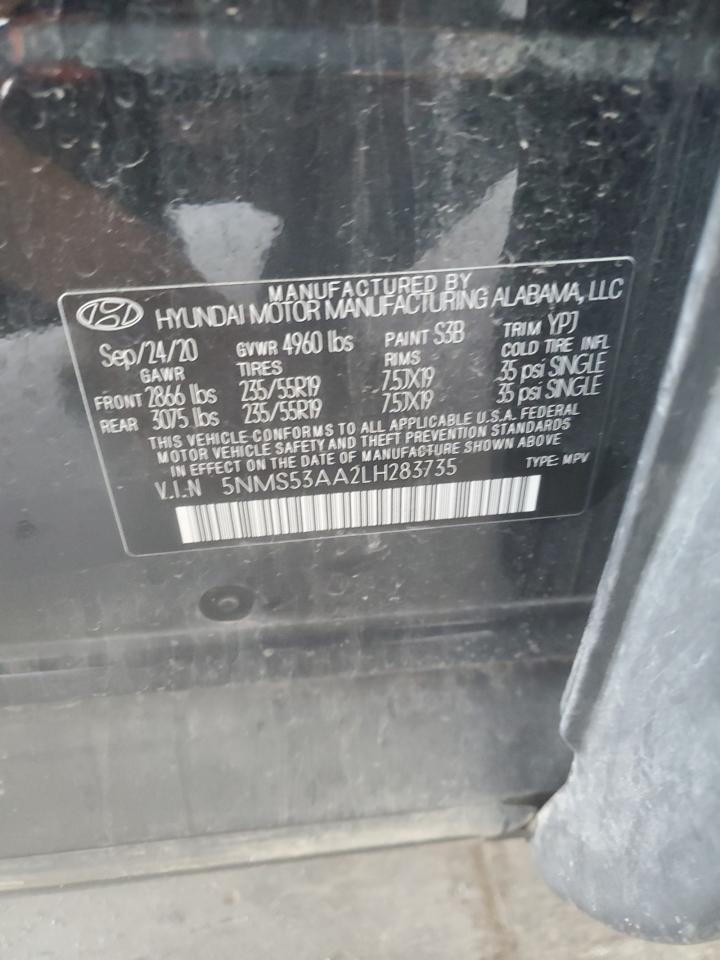 MANUFACTURED BY
HYUNDAI MOTOR MANUFACTURING ALABAMA, LLC
Sep/24/20 GVWR 4960 lbs PAINT S3B TRIM YPJ
GAWR TIRES RIMS COLD TIRE INFL
FRONT 2866 lbs 235/55R19 7.5JX19 35 psi SINGLE
REAR 3075 lbs 235/55R19 7.5JX19 35 psi SINGLE
THIS VEHICLE CONFORMS TO ALL APPLICABLE U.S.A. FEDERAL
MOTOR VEHICLE SAFETY AND THEFT PREVENTION STANDARDS
IN EFFECT ON THE DATE OF MANUFACTURE SHOWN ABOVE
V.I.N 5NMS53AA2LH283735 TYPE: MPV